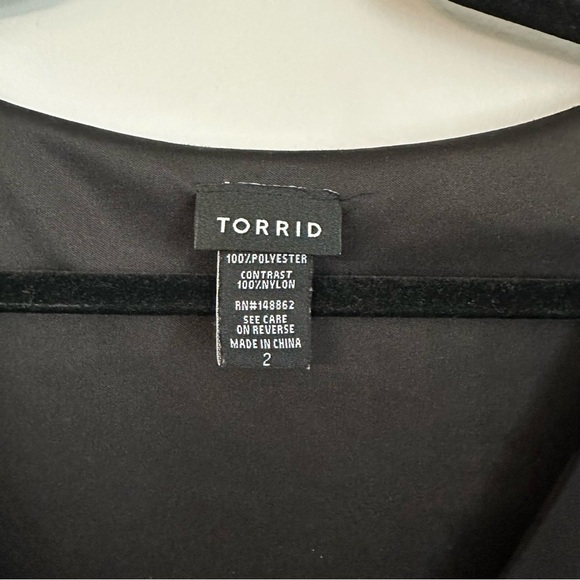 TORRID
100%POLYESTER
CONTRAST
100%NYLON
RN#148862
SEE CARE
ON REVERSE
MADE IN CHINA
2